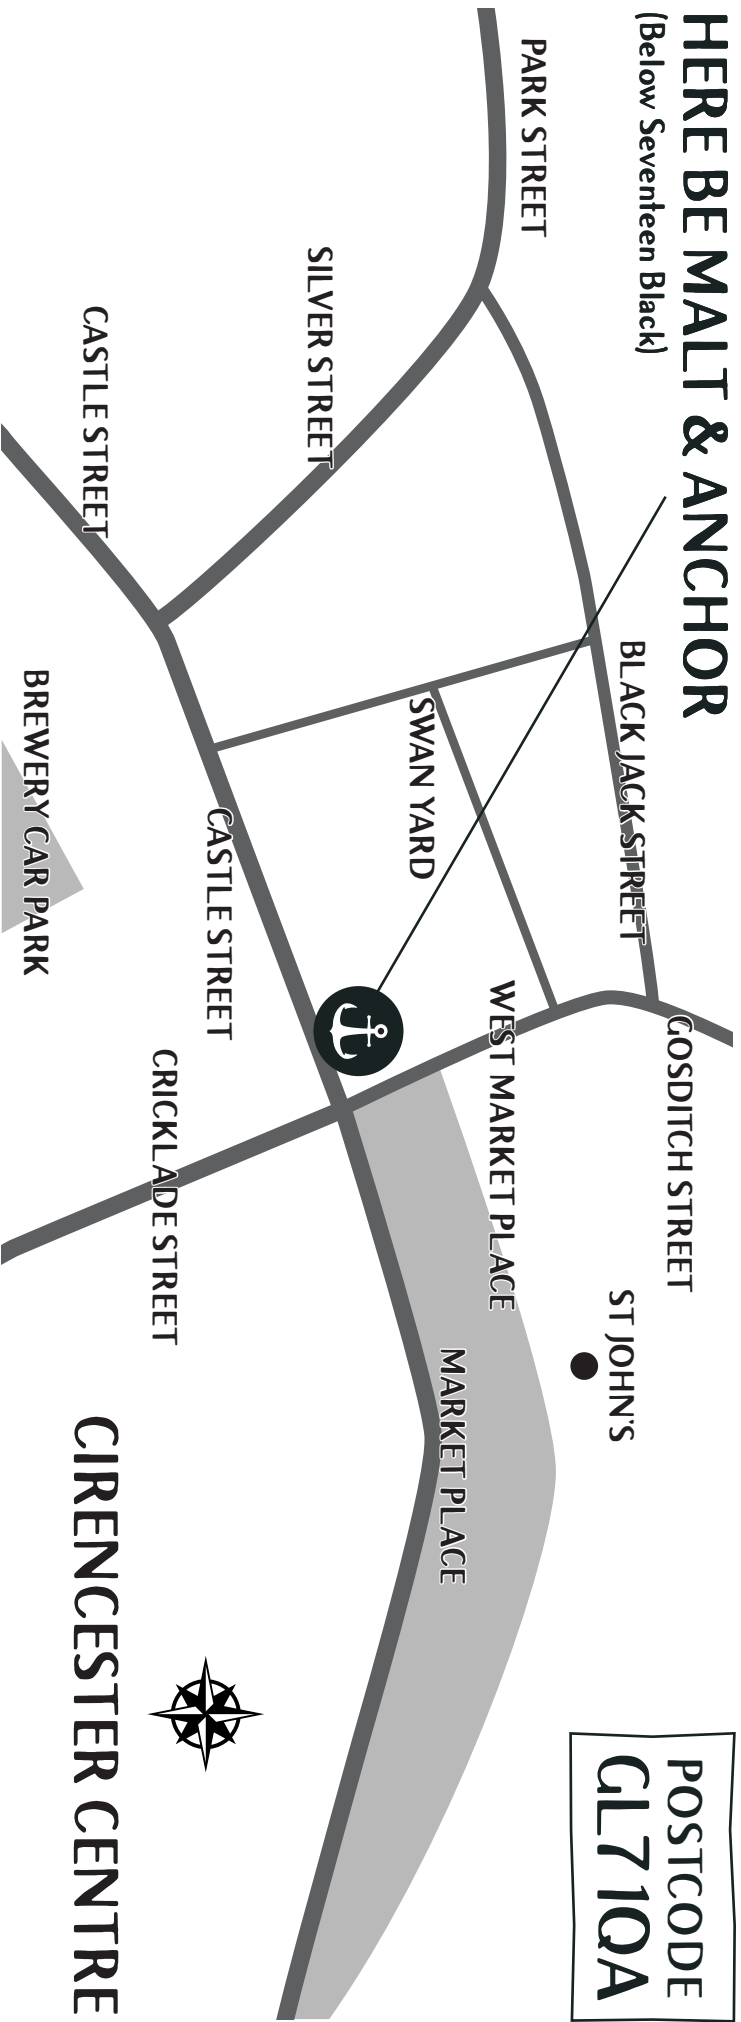 HERE BE MALT & ANCHOR
(Below Seventeen Black)
POSTCODE
GL7 1QA
PARK STREET
BLACK JACK STREET
GOSDITCH STREET
ST JOHN'S
SILVER STREET
SWAN YARD
WEST MARKET PLACE
MARKET PLACE
CASTLE STREET
CASTLE STREET
CRICKLADE STREET
BREWERY CAR PARK
CIRENCESTER CENTRE